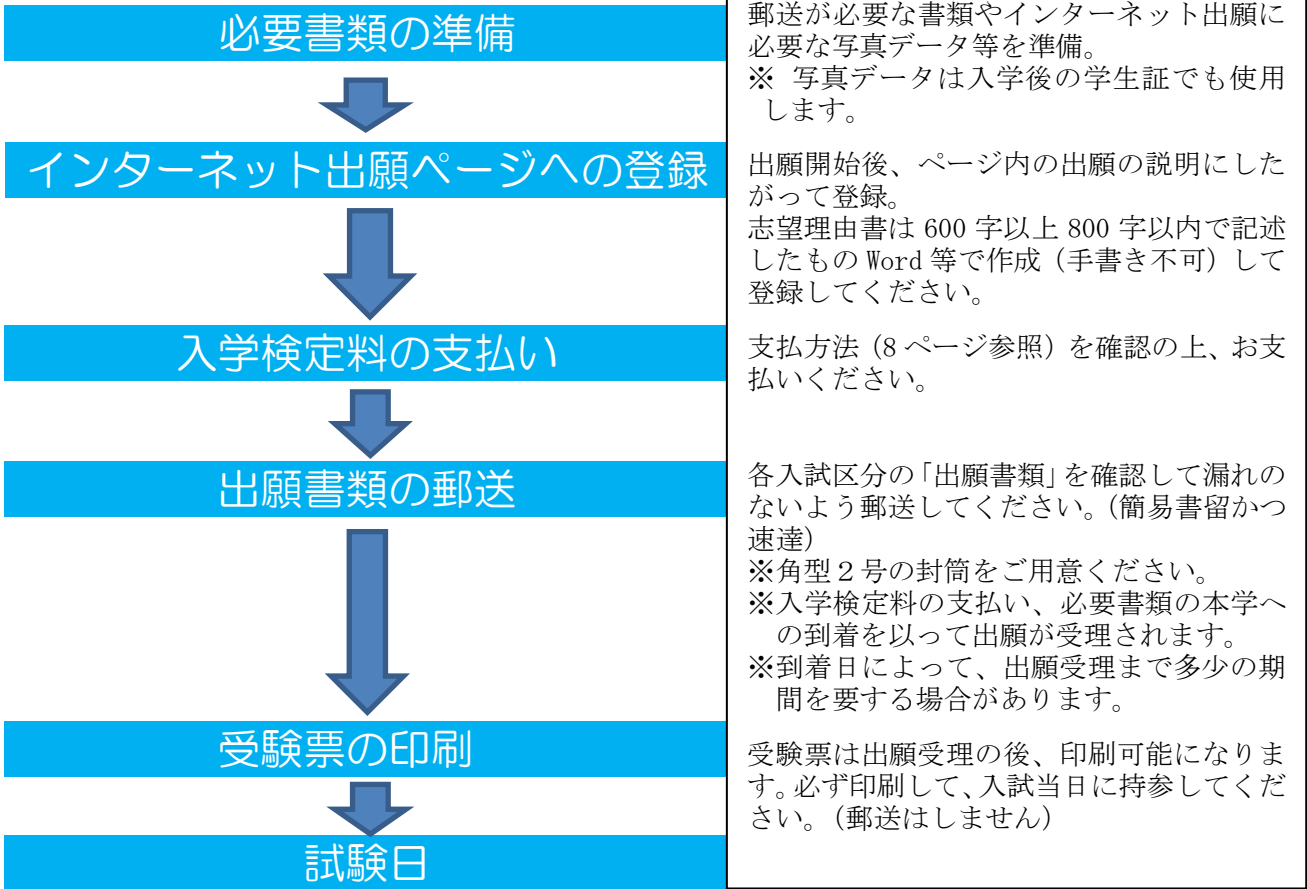 必要書類の準備
郵送が必要な書類やインターネット出願に
必要な写真データ等を準備。
※ 写真データは入学後の学生証でも使用
します。
インターネット出願ページへの登録
出願開始後、ページ内の出願の説明にした
がって登録。
志望理由書は 600 字以上 800 字以内で記述
したもの Word 等で作成（手書き不可）して
登録してください。
入学検定料の支払い
支払方法（8 ページ参照）を確認の上、お支
払いください。
出願書類の郵送
各入試区分の「出願書類」を確認して漏れの
ないよう郵送してください。（簡易書留かつ
速達）
※角型２号の封筒をご用意ください。
※入学検定料の支払い、必要書類の本学へ
の到着を以って出願が受理されます。
※到着日によって、出願受理まで多少の期
間を要する場合があります。
受験票の印刷
受験票は出願受理の後、印刷可能になりま
す。必ず印刷して、入試当日に持参してくだ
さい。（郵送はしません）
試験日